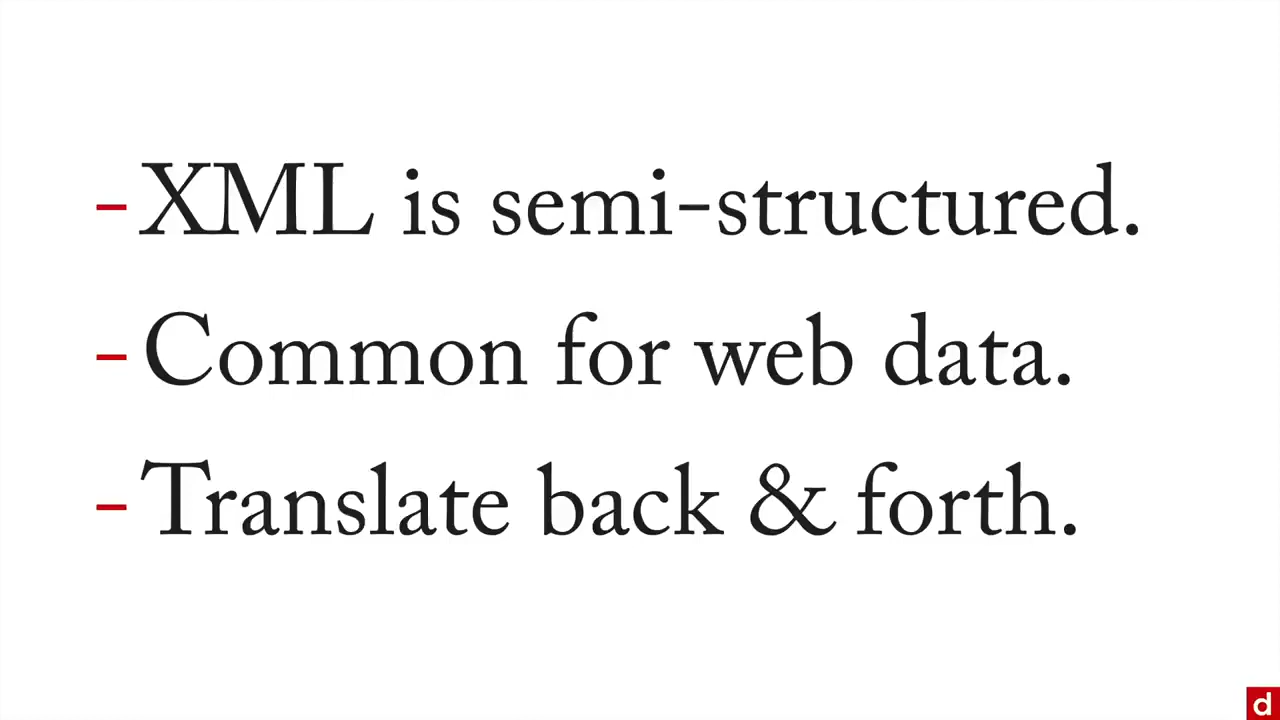 - XML is semi-structured.
- Common for web data.
- Translate back & forth.
d